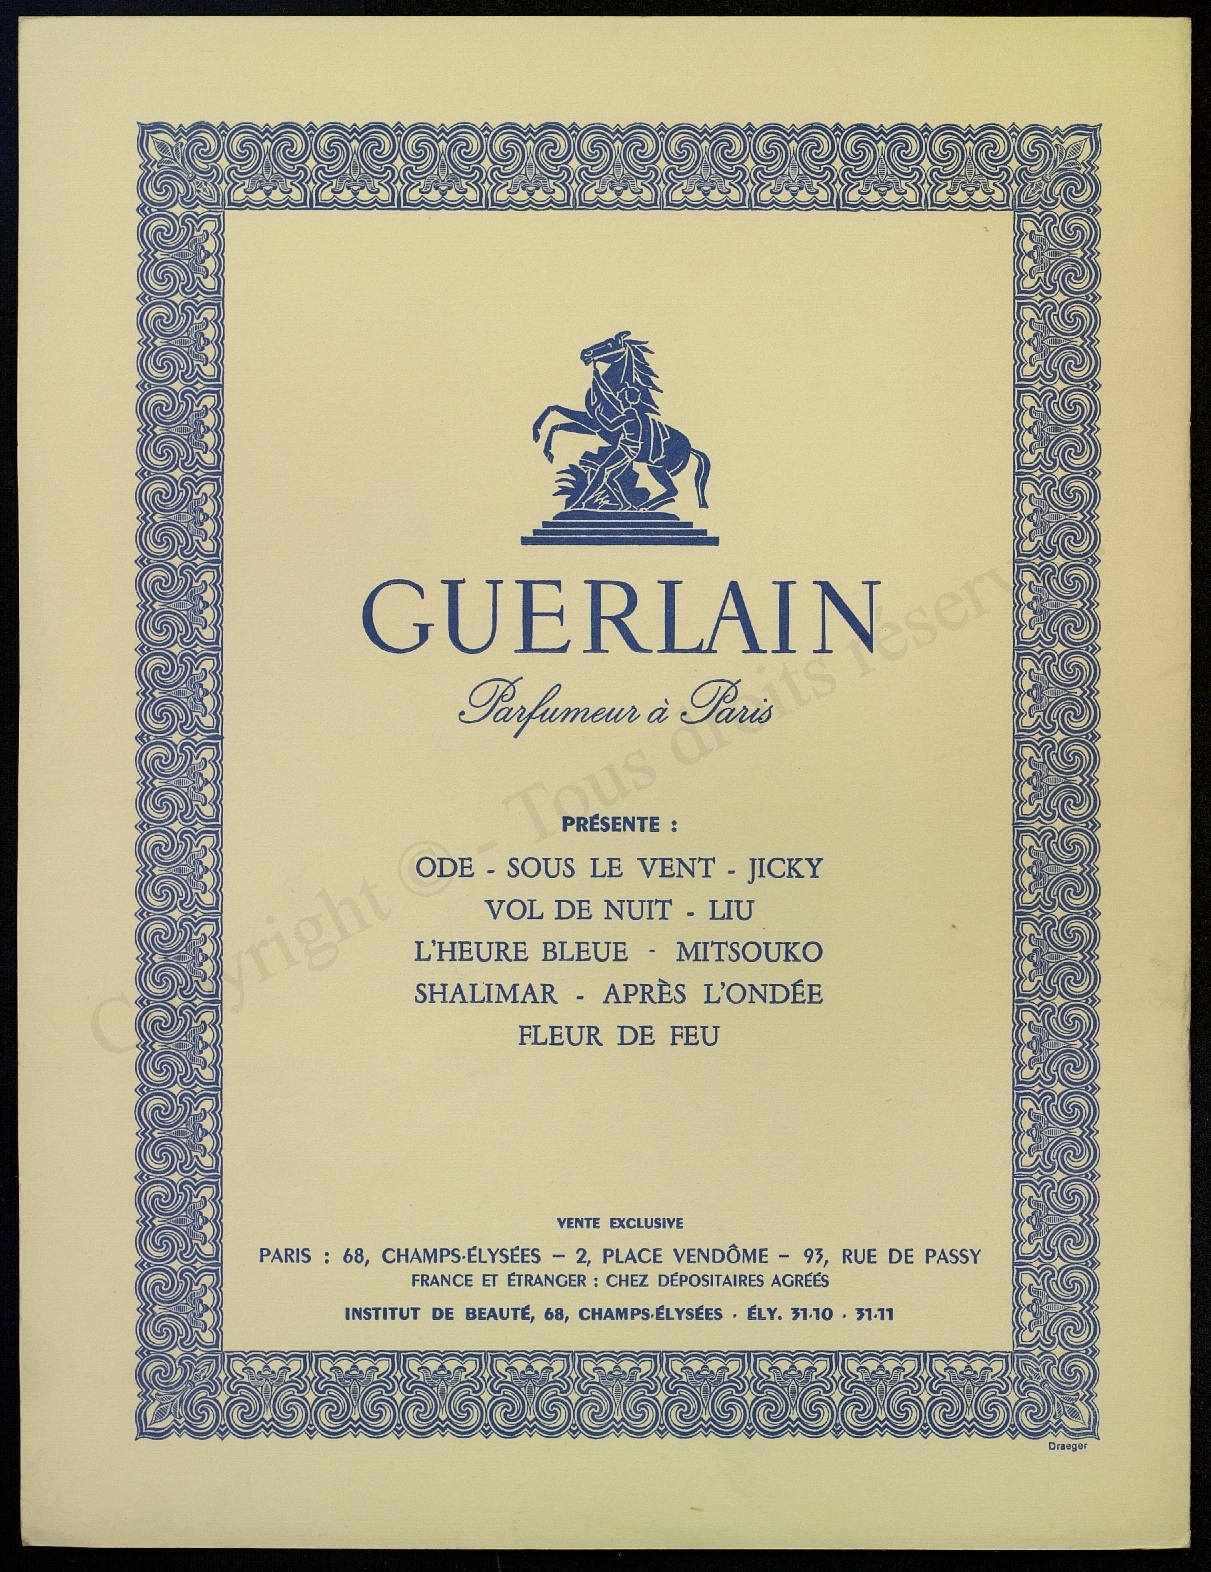 GUERLAIN
Parfumeur à Paris
PRÉSENTE :
ODE - SOUS LE VENT - JICKY
VOL DE NUIT - LIU
L'HEURE BLEUE - MITSOUKO
SHALIMAR - APRÈS L'ONDÉE
FLEUR DE FEU
VENTE EXCLUSIVE
PARIS : 68, CHAMPS-ÉLYSÉES – 2, PLACE VENDÔME – 93, RUE DE PASSY
FRANCE ET ÉTRANGER : CHEZ DÉPOSITAIRES AGRÉÉS
INSTITUT DE BEAUTÉ, 68, CHAMPS-ÉLYSÉES · ÉLY. 31-10 · 31-11
Draeger
Copyright © - Tous droits réserv